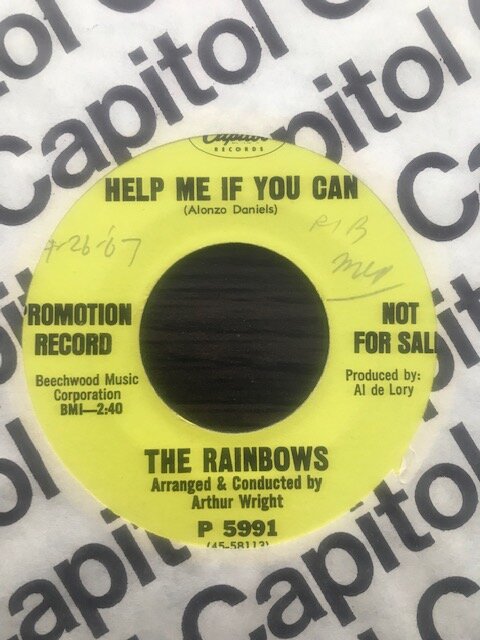 Capitol
RECORDS
HELP ME IF YOU CAN
(Alonzo Daniels)
4-26-67
ROMOTION
RECORD
NOT
FOR SAL
Beechwood Music
Corporation
BMI—2:40
Produced by:
Al de Lory
THE RAINBOWS
Arranged & Conducted by
Arthur Wright
P 5991
(45-58113)
Capitol
Capitol
Capitol
Capitol